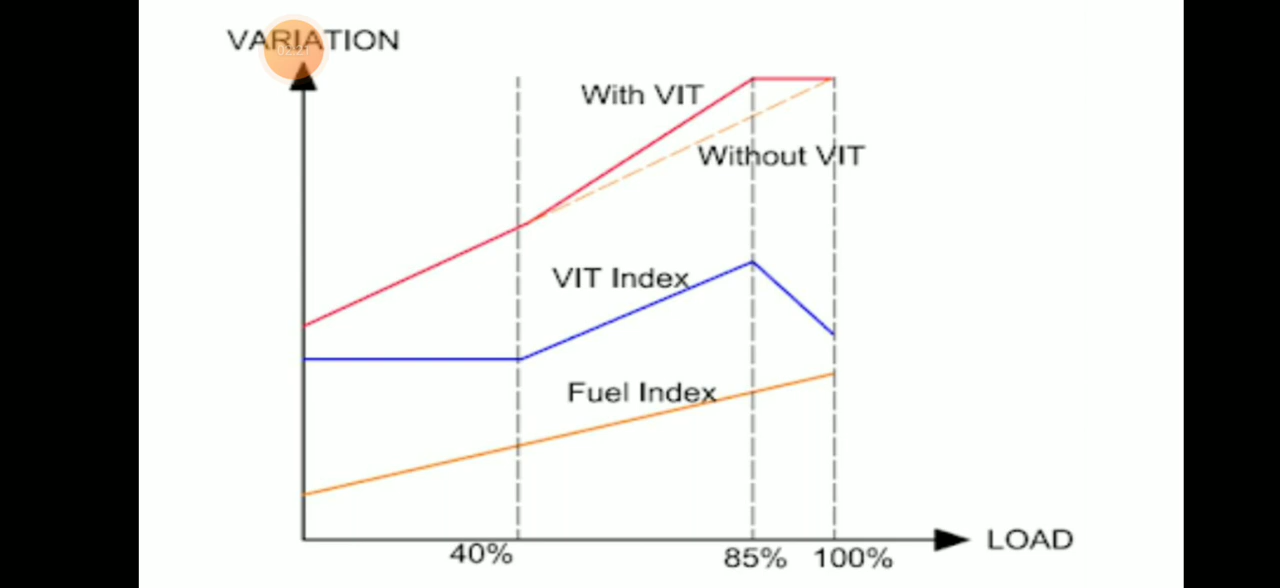 VARIATION
With VIT
Without VIT
VIT Index
Fuel Index
LOAD
40%
85%
100%